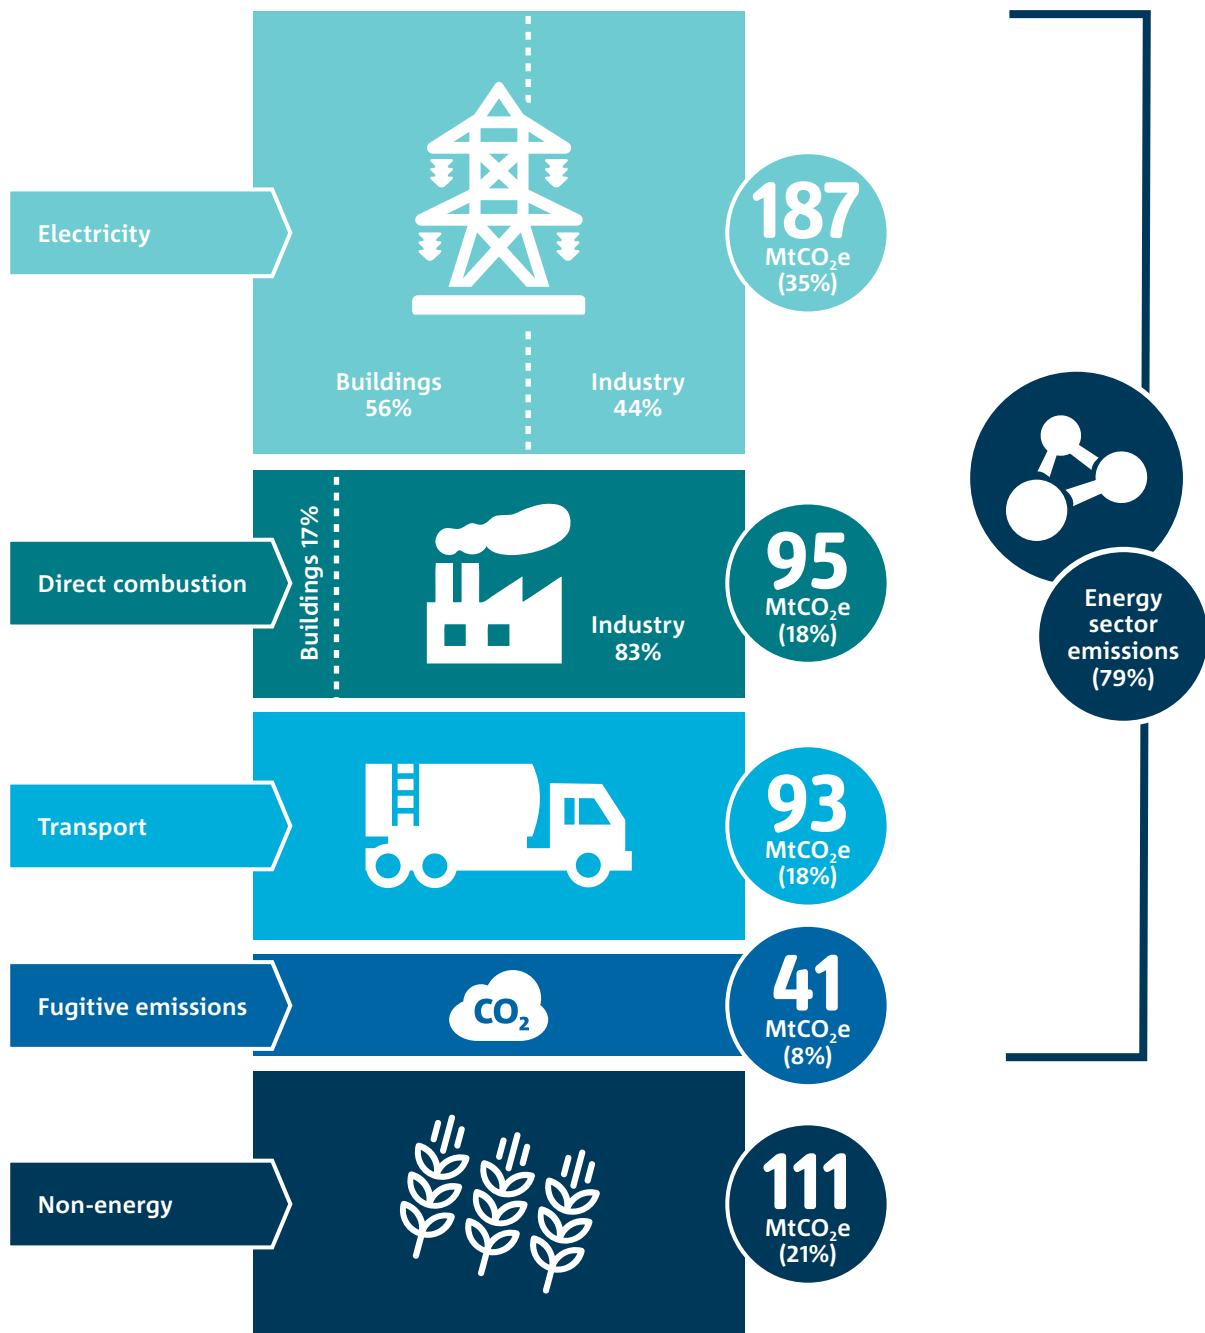 Electricity
187
MtCO₂e
(35%)
Buildings
56%
Industry
44%
Direct combustion
Buildings 17%
Industry
83%
95
MtCO₂e
(18%)
Energy
sector
emissions
(79%)
Transport
93
MtCO₂e
(18%)
Fugitive emissions
CO₂
41
MtCO₂e
(8%)
Non-energy
111
MtCO₂e
(21%)